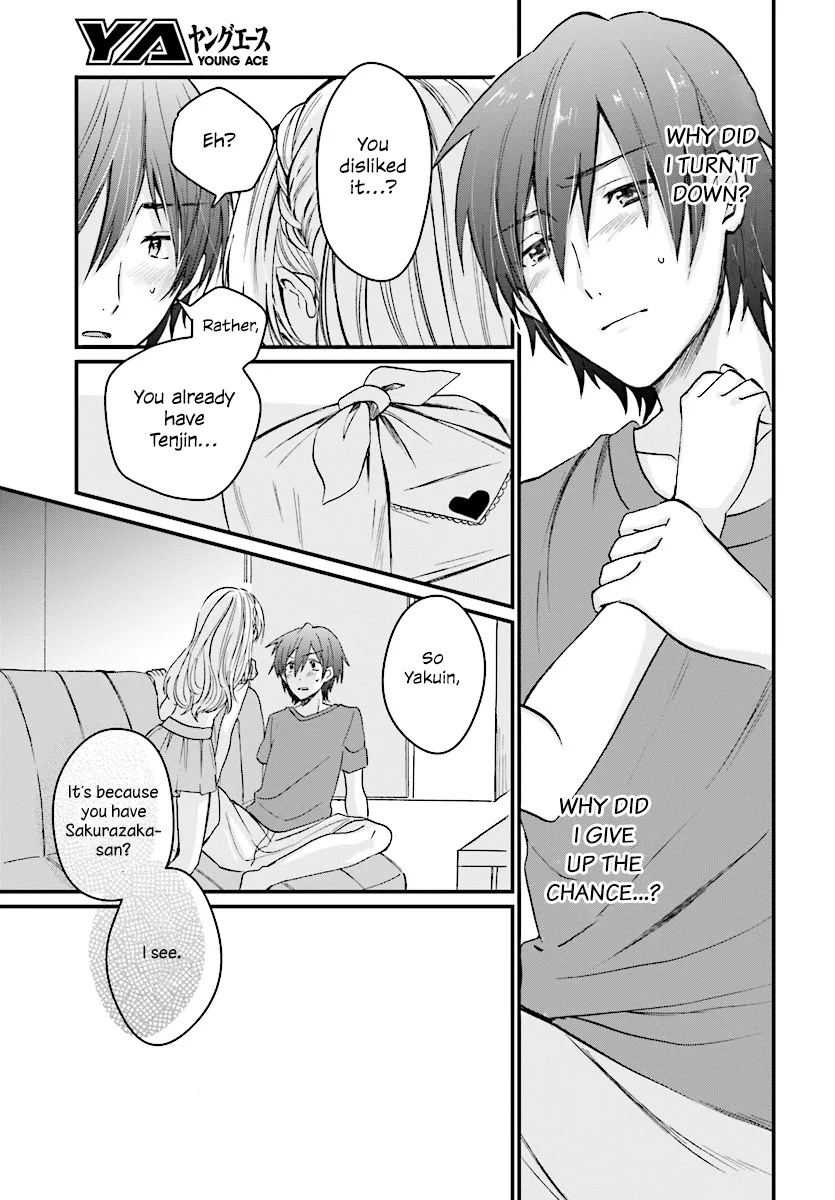 YA
ヤングエース
YOUNG ACE
WHY DID
I TURN IT
DOWN?
WHY DID
I GIVE
UP THE
CHANCE...?
You
disliked
it...?
Eh?
Rather,
You already
have
Tenjin...
So
Yakuin,
It's because
you have
Sakurazaka-
san?
I see.